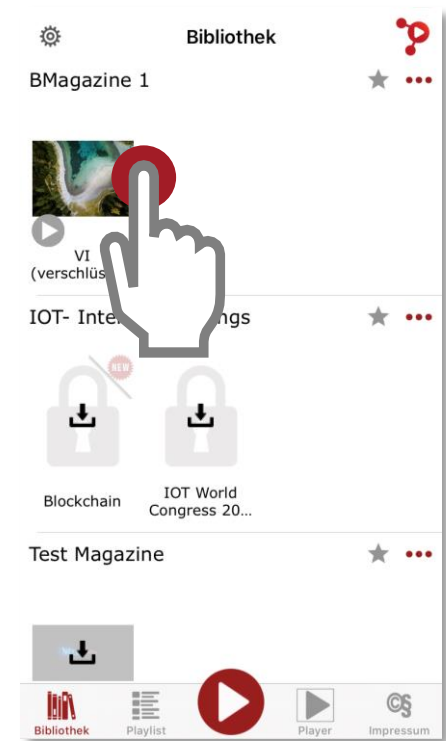 Bibliothek
BMagazine 1
VI
(verschlüs
IOT- Inte ngs
NEW
Blockchain
IOT World
Congress 20...
Test Magazine
Bibliothek
Playlist
Player
©§
Impressum